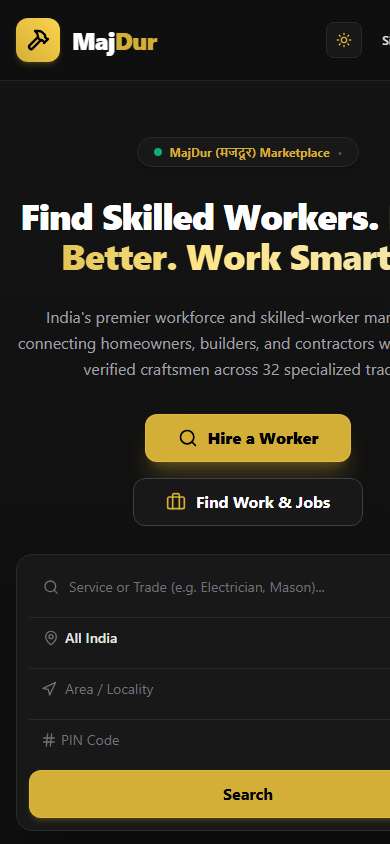 MajDur
MajDur (मजदूर) Marketplace •
Find Skilled Workers.
Better. Work Smart
India's premier workforce and skilled-worker
connecting homeowners, builders, and contractors
verified craftsmen across 32 specialized
Hire a Worker
Find Work & Jobs
Service or Trade (e.g. Electrician, Mason)...
All India
Area / Locality
# PIN Code
Search